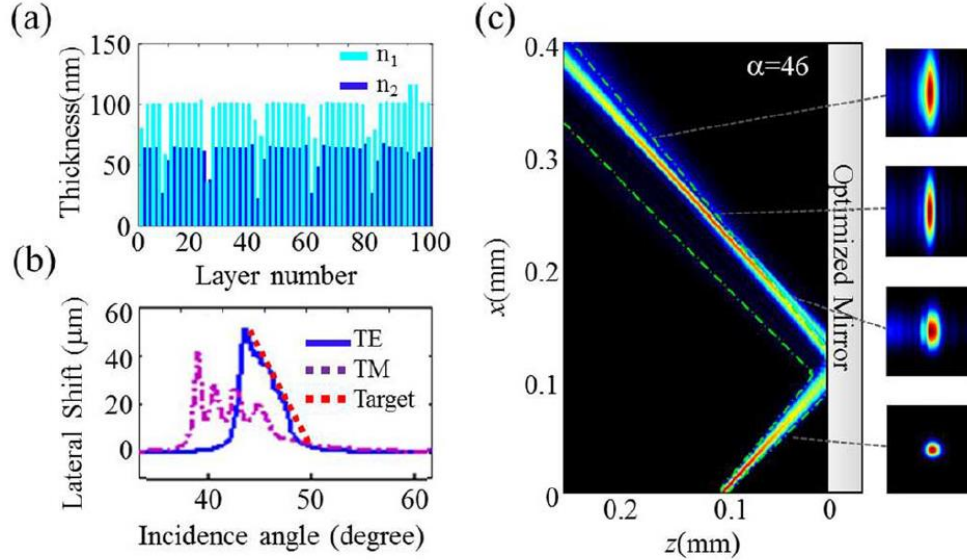 (a)
150
100
50
0
Thickness(nm)
n1
n2
0 20 40 60 80 100
Layer number
(b)
60
40
20
0
Lateral Shift (μm)
TE
TM
Target
40 50 60
Incidence angle (degree)
(c)
0.4
0.3
0.2
0.1
0
x(mm)
α=46
Optimized Mirror
0.2 0.1 0
z(mm)